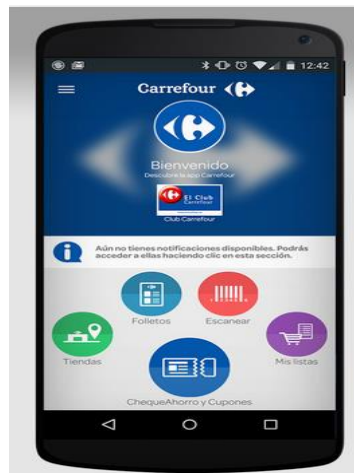 12:42
Carrefour
Bienvenido
Descubre la app Carrefour
El Club
Carrefour
Club Carrefour
Aún no tienes notificaciones disponibles. Podrás
acceder a ellas haciendo clic en esta sección.
Folletos
Escanear
Tiendas
Mis listas
ChequeAhorro y Cupones